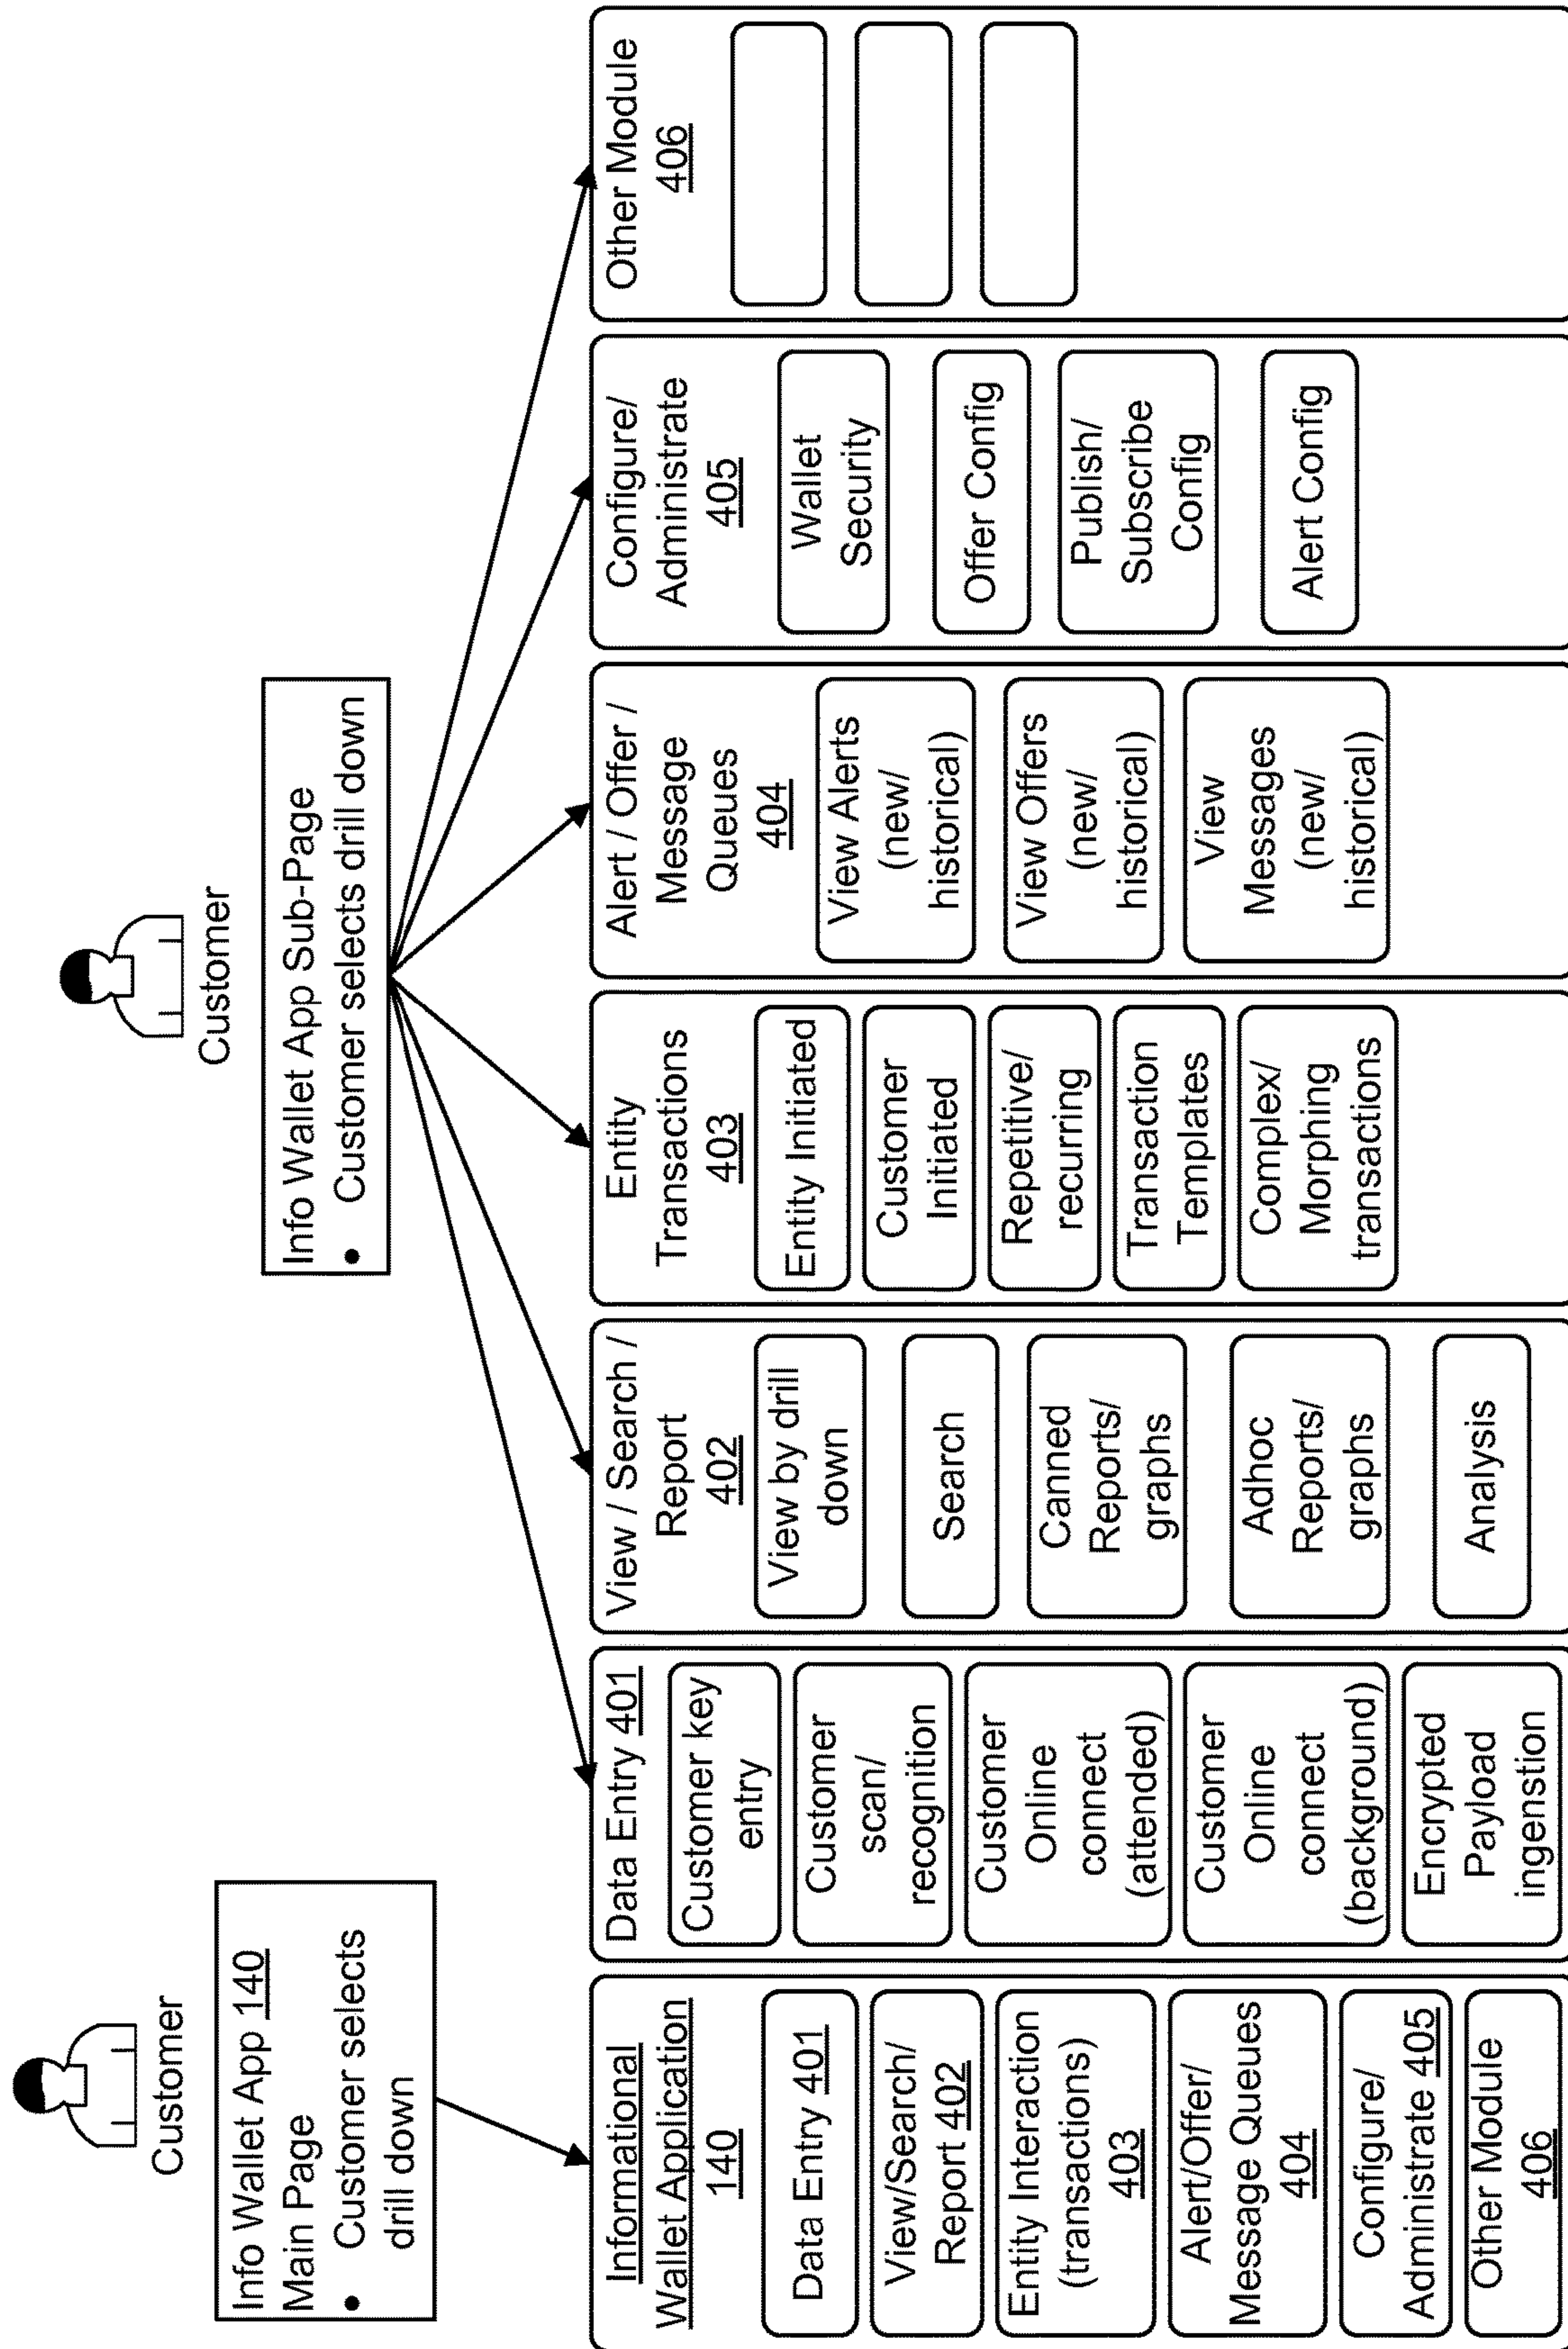 Customer
Info Wallet App 140
Main Page
• Customer selects
drill down
Customer
Info Wallet App Sub-Page
• Customer selects drill down
Informational
Wallet Application
140
Data Entry 401
View/Search/
Report 402
Entity Interaction
(transactions)
403
Alert/Offer/
Message Queues
404
Configure/
Administrate 405
Other Module
406
Data Entry 401
Customer key
entry
Customer
scan/
recognition
Customer
Online
connect
(attended)
Customer
Online
connect
(background)
Encrypted
Payload
ingenstion
View / Search /
Report
402
View by drill
down
Search
Canned
Reports/
graphs
Adhoc
Reports/
graphs
Analysis
Entity
Transactions
403
Entity Initiated
Customer
Initiated
Repetitive/
recurring
Transaction
Templates
Complex/
Morphing
transactions
Alert / Offer /
Message
Queues
404
View Alerts
(new/
historical)
View Offers
(new/
historical)
View
Messages
(new/
historical)
Configure/
Administrate
405
Wallet
Security
Offer Config
Publish/
Subscribe
Config
Alert Config
Other Module
406